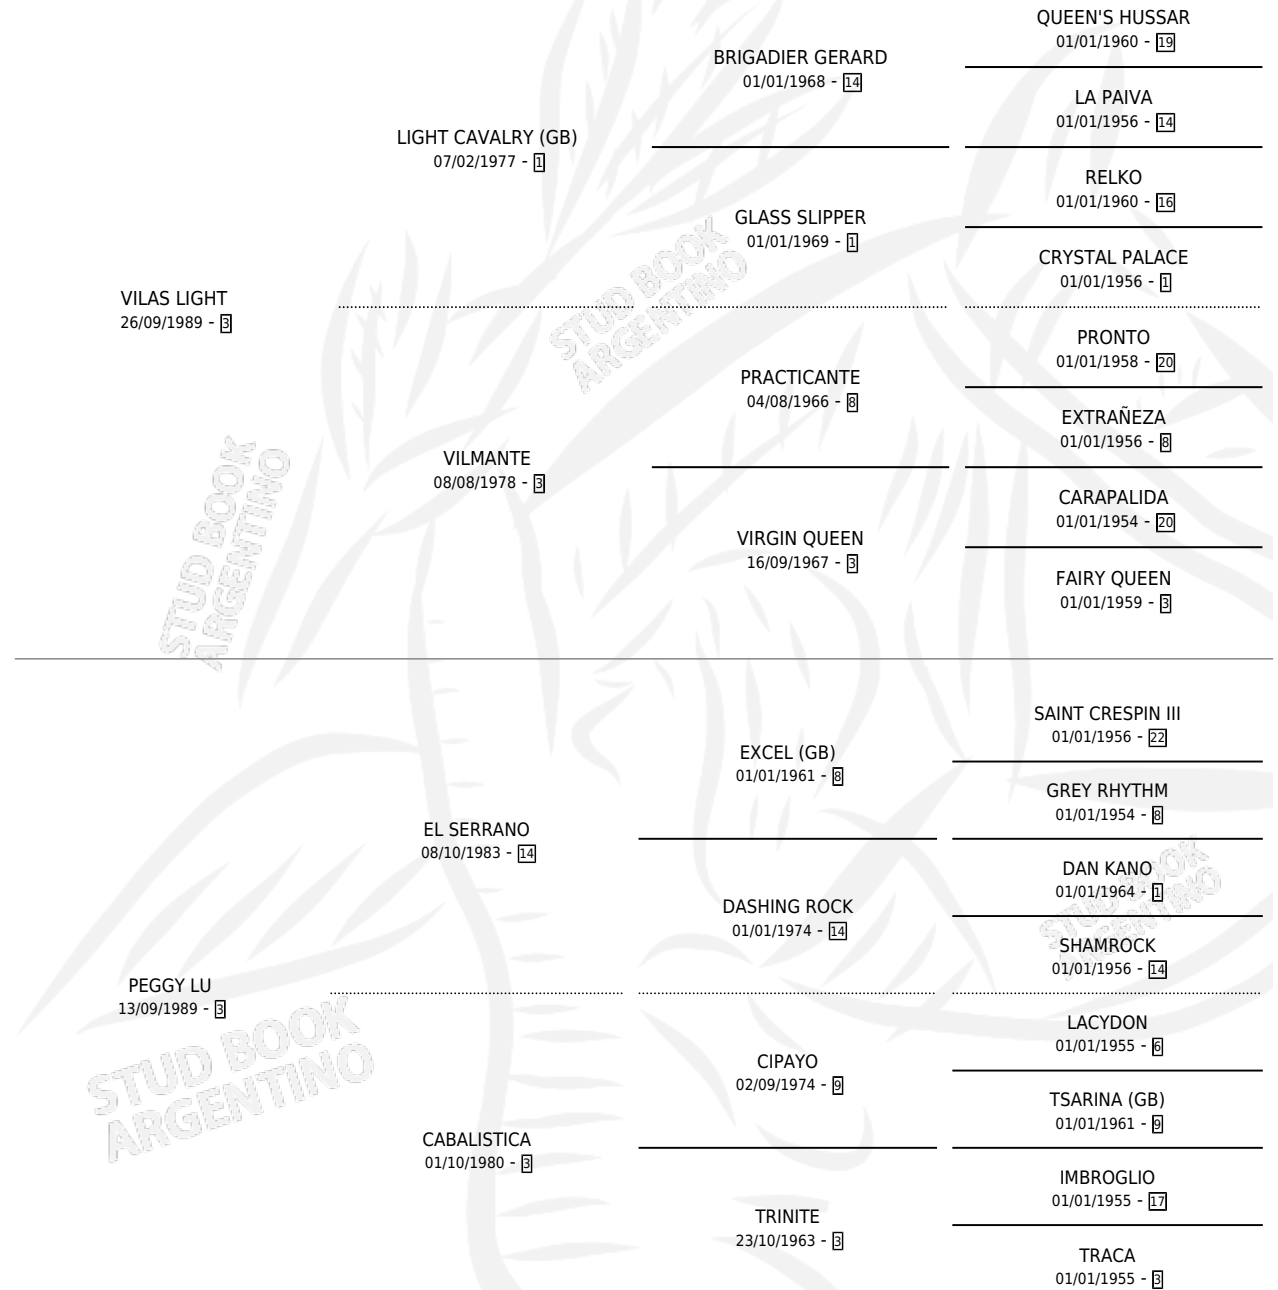 QUEEN'S HUSSAR
01/01/1960 - 19
BRIGADIER GERARD
01/01/1968 - 14
LA PAIVA
01/01/1956 - 14
LIGHT CAVALRY (GB)
07/02/1977 - 1
RELKO
01/01/1960 - 16
GLASS SLIPPER
01/01/1969 - 1
CRYSTAL PALACE
01/01/1956 - 1
VILAS LIGHT
26/09/1989 - 3
PRONTO
01/01/1958 - 20
PRACTICANTE
04/08/1966 - 8
EXTRAÑEZA
01/01/1956 - 8
VILMANTE
08/08/1978 - 3
CARAPALIDA
01/01/1954 - 20
VIRGIN QUEEN
16/09/1967 - 3
FAIRY QUEEN
01/01/1959 - 3
SAINT CRESPIN III
01/01/1956 - 22
EXCEL (GB)
01/01/1961 - 8
GREY RHYTHM
01/01/1954 - 8
EL SERRANO
08/10/1983 - 14
DAN KANO
01/01/1964 - 1
DASHING ROCK
01/01/1974 - 14
SHAMROCK
01/01/1956 - 14
PEGGY LU
13/09/1989 - 3
LACYDON
01/01/1955 - 6
CIPAYO
02/09/1974 - 9
TSARINA (GB)
01/01/1961 - 9
CABALISTICA
01/10/1980 - 3
IMBROGLIO
01/01/1955 - 17
TRINITE
23/10/1963 - 3
TRACA
01/01/1955 - 3
STUD BOOK
ARGENTINO
STUD BOOK
ARGENTINO
STUD BOOK
ARGENTINO
STUD BOOK
ARGENTINO